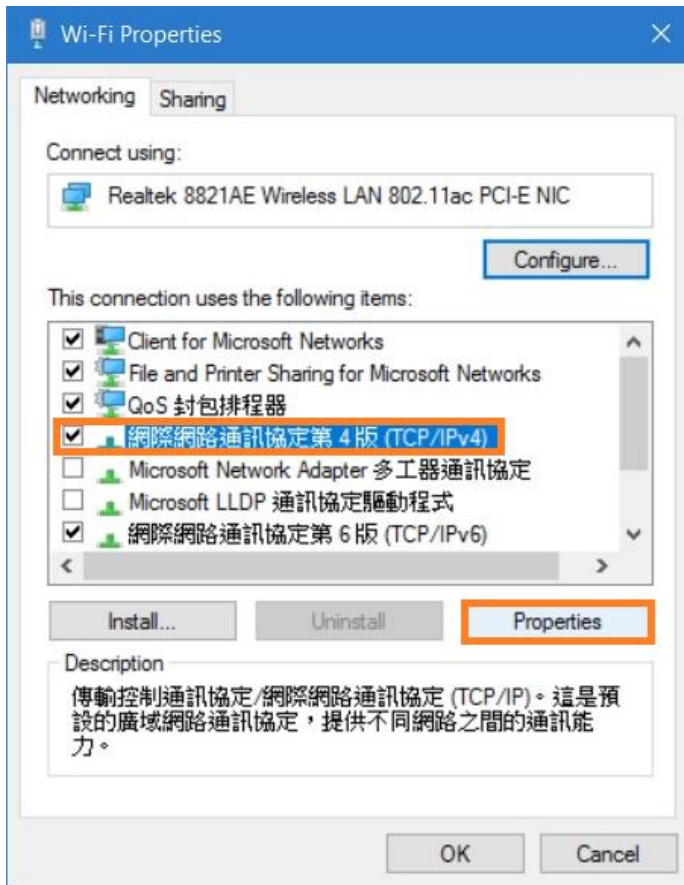 Wi-Fi Properties
Networking Sharing
Connect using:
Realtek 8821AE Wireless LAN 802.11ac PCI-E NIC
Configure...
This connection uses the following items:
Client for Microsoft Networks
File and Printer Sharing for Microsoft Networks
QoS 封包排程器
網際網路通訊協定第 4 版 (TCP/IPv4)
Microsoft Network Adapter 多工器通訊協定
Microsoft LLDP 通訊協定驅動程式
網際網路通訊協定第 6 版 (TCP/IPv6)
Install... Uninstall Properties
Description
傳輸控制通訊協定/網際網路通訊協定 (TCP/IP)。這是預
設的廣域網路通訊協定，提供不同網路之間的通訊能
力。
OK Cancel